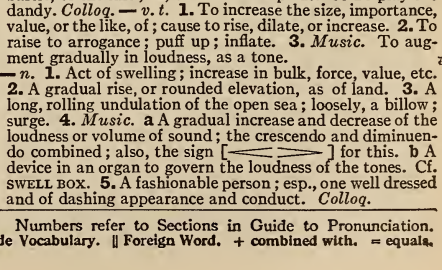 dandy. Colloq. — v. t. 1. To increase the size, importance,
value, or the like, of; cause to rise, dilate, or increase. 2. To
raise to arrogance; puff up; inflate. 3. Music. To aug-
ment gradually in loudness, as a tone.
— n. 1. Act of swelling; increase in bulk, force, value, etc.
2. A gradual rise, or rounded elevation, as of land. 3. A
long, rolling undulation of the open sea; loosely, a billow;
surge. 4. Music. a A gradual increase and decrease of the
loudness or volume of sound; the crescendo and diminuen-
do combined; also, the sign [<>] for this. b A
device in an organ to govern the loudness of the tones. Cf.
SWELL BOX. 5. A fashionable person; esp., one well dressed
and of dashing appearance and conduct. Colloq.
Numbers refer to Sections in Guide to Pronunciation.
de Vocabulary. ‖ Foreign Word. + combined with. = equals.